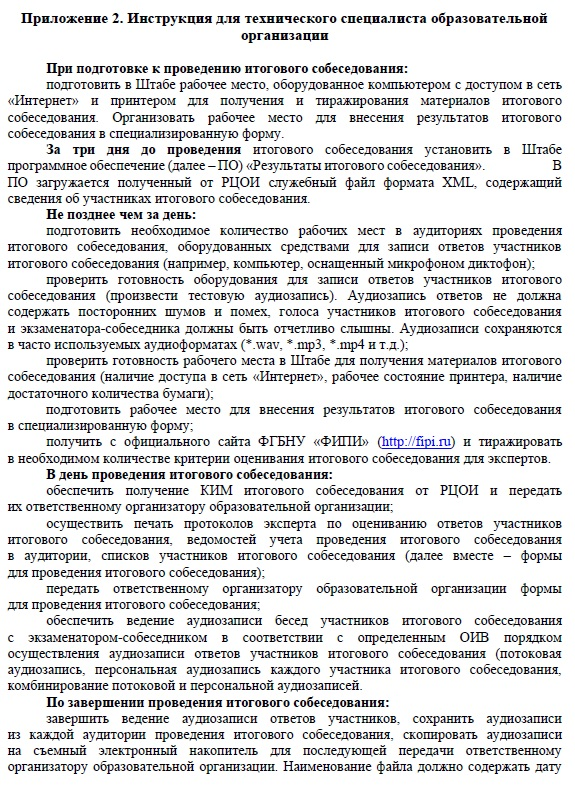 Приложение 2. Инструкция для технического специалиста образовательной
организации
При подготовке к проведению итогового собеседования:
подготовить в Штабе рабочее место, оборудованное компьютером с доступом в сеть
«Интернет» и принтером для получения и тиражирования материалов итогового
собеседования. Организовать рабочее место для внесения результатов итогового
собеседования в специализированную форму.
За три дня до проведения итогового собеседования установить в Штабе
программное обеспечение (далее – ПО) «Результаты итогового собеседования». В
ПО загружается полученный от РЦОИ служебный файл формата XML, содержащий
сведения об участниках итогового собеседования.
Не позднее чем за день:
подготовить необходимое количество рабочих мест в аудиториях проведения
итогового собеседования, оборудованных средствами для записи ответов участников
итогового собеседования (например, компьютер, оснащенный микрофоном диктофон);
проверить готовность оборудования для записи ответов участников итогового
собеседования (произвести тестовую аудиозапись). Аудиозапись ответов не должна
содержать посторонних шумов и помех, голоса участников итогового собеседования
и экзаменатора-собеседника должны быть отчетливо слышны. Аудиозаписи сохраняются
в часто используемых аудиоформатах (*.wav, *.mp3, *.mp4 и т.д.);
проверить готовность рабочего места в Штабе для получения материалов итогового
собеседования (наличие доступа в сеть «Интернет», рабочее состояние принтера, наличие
достаточного количества бумаги);
подготовить рабочее место для внесения результатов итогового собеседования
в специализированную форму;
получить с официального сайта ФГБНУ «ФИПИ» (http://fipi.ru) и тиражировать
в необходимом количестве критерии оценивания итогового собеседования для экспертов.
В день проведения итогового собеседования:
обеспечить получение КИМ итогового собеседования от РЦОИ и передать
их ответственному организатору образовательной организации;
осуществить печать протоколов эксперта по оцениванию ответов участников
итогового собеседования, ведомостей учета проведения итогового собеседования
в аудитории, списков участников итогового собеседования (далее вместе – формы
для проведения итогового собеседования);
передать ответственному организатору образовательной организации формы
для проведения итогового собеседования;
обеспечить ведение аудиозаписи бесед участников итогового собеседования
с экзаменатором-собеседником в соответствии с определенным ОИВ порядком
осуществления аудиозаписи ответов участников итогового собеседования (потоковая
аудиозапись, персональная аудиозапись каждого участника итогового собеседования,
комбинирование потоковой и персональной аудиозаписей.
По завершении проведения итогового собеседования:
завершить ведение аудиозаписи ответов участников, сохранить аудиозаписи
из каждой аудитории проведения итогового собеседования, скопировать аудиозаписи
на съемный электронный накопитель для последующей передачи ответственному
организатору образовательной организации. Наименование файла должно содержать дату